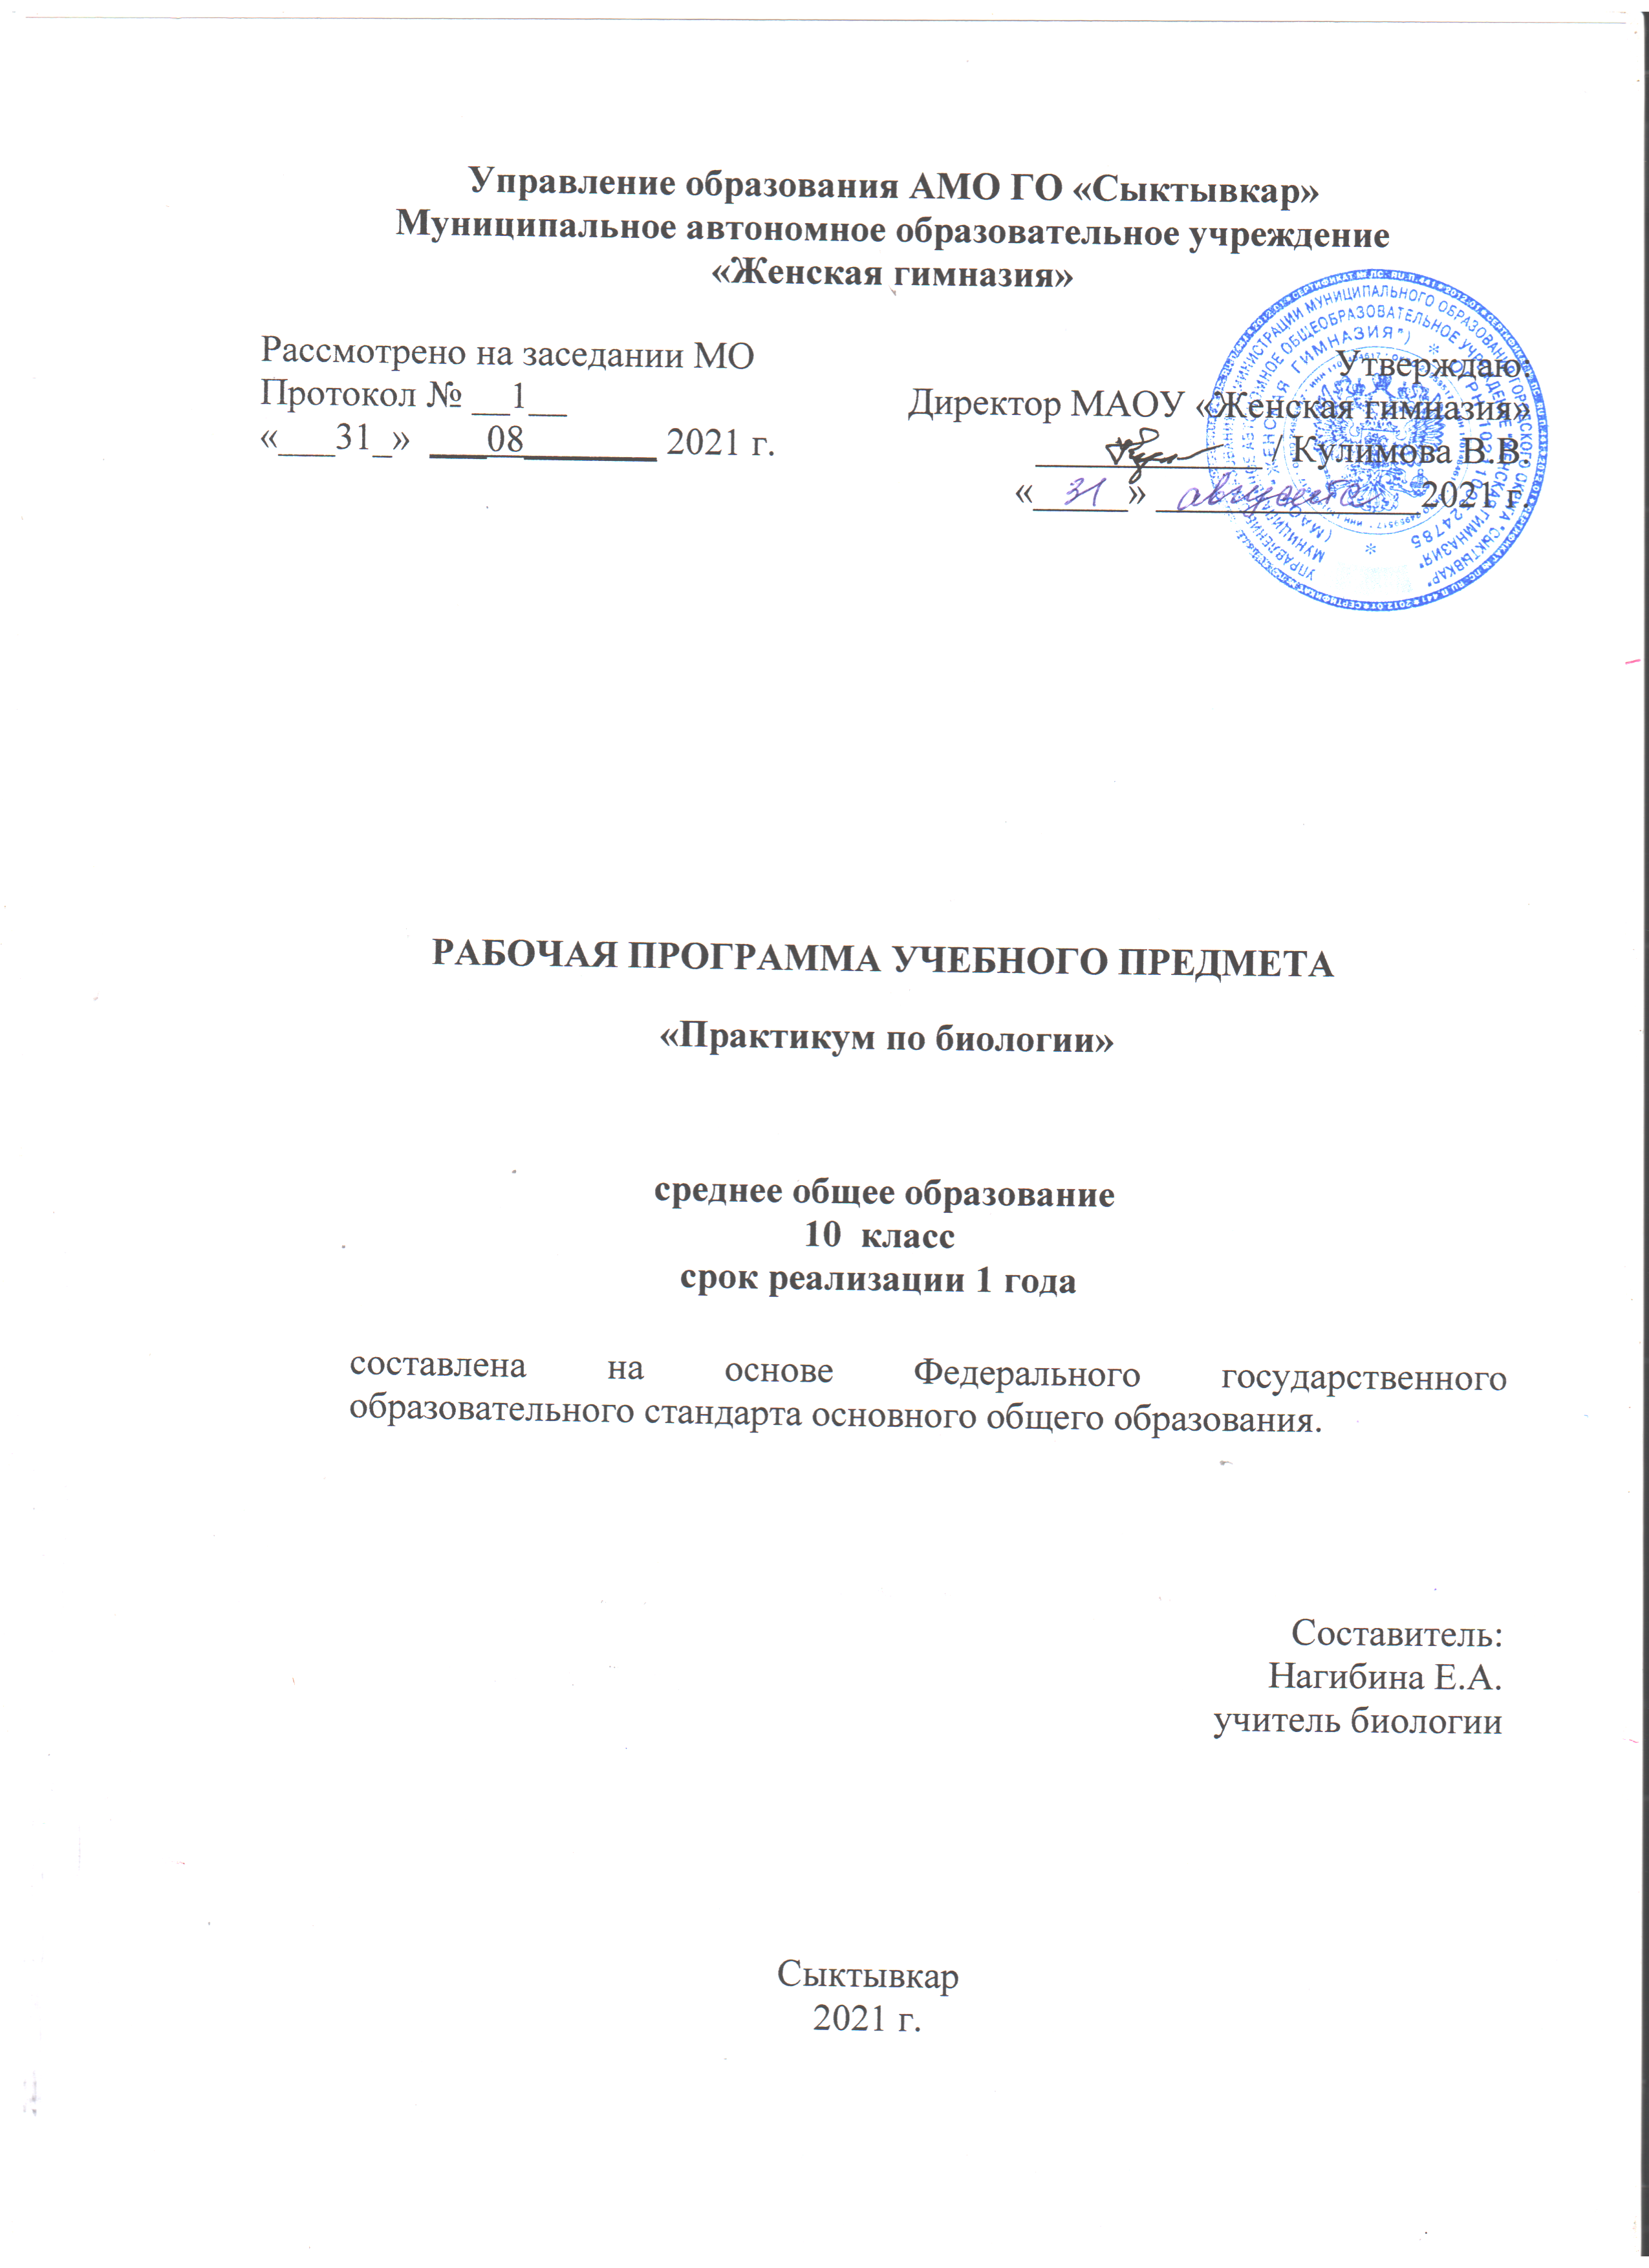 Управление образования АМО ГО «Сыктывкар»
Муниципальное автономное образовательное учреждение
«Женская гимназия»
Рассмотрено на заседании МО
Протокол № __1__
«___31_» ___08_______ 2021 г.
Утверждаю:
Директор МАОУ «Женская гимназия»
____________ / Кулимова В.В.
«_31_» _августа_ 2021 г.
РАБОЧАЯ ПРОГРАММА УЧЕБНОГО ПРЕДМЕТА
«Практикум по биологии»
среднее общее образование
10 класс
срок реализации 1 года
составлена на основе Федерального государственного
образовательного стандарта основного общего образования.
Составитель:
Нагибина Е.А.
учитель биологии
Сыктывкар
2021 г.